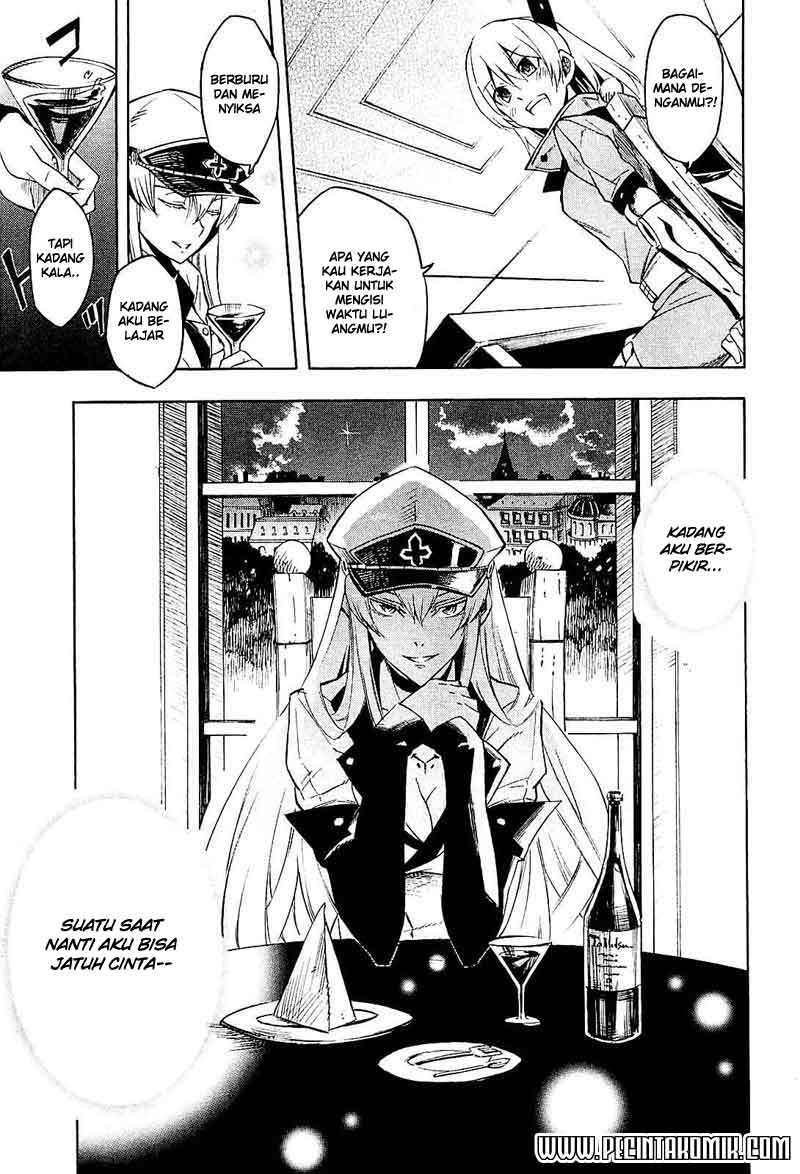 BAGAI-
MANA DE-
NGANMU?!
APA YANG
KAU KERJA-
KAN UNTUK
MENGISI
WAKTU LU-
ANGMU?!
BERBURU
DAN ME-
NYIKSA
KADANG
AKU BE-
LAJAR
TAPI
KADANG
KALA..
KADANG
AKU BER-
PIKIR...
SUATU SAAT
NANTI AKU BISA
JATUH CINTA--
WWW.PECINTAKOMIK.COM